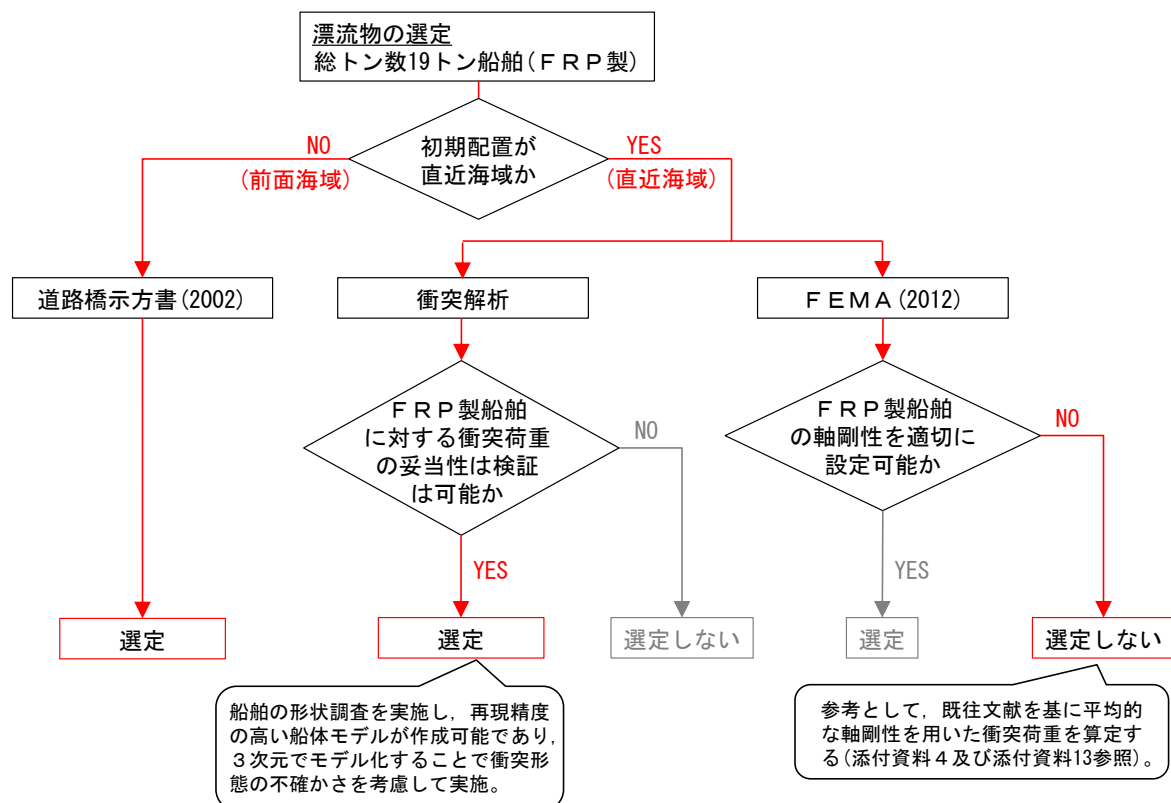 漂流物の選定
総トン数19トン船舶(ＦＲＰ製)
初期配置が
直近海域か
NO
(前面海域)
YES
(直近海域)
道路橋示方書(2002)
衝突解析
ＦＥＭＡ(2012)
ＦＲＰ製船舶
に対する衝突荷重
の妥当性は検証
は可能か
NO
YES
ＦＲＰ製船舶
の軸剛性を適切に
設定可能か
NO
YES
選定
選定
選定しない
選定
選定しない
船舶の形状調査を実施し，再現精度
の高い船体モデルが作成可能であり，
３次元でモデル化することで衝突形
態の不確かさを考慮して実施。
参考として，既往文献を基に平均的
な軸剛性を用いた衝突荷重を算定す
る(添付資料４及び添付資料13参照)。